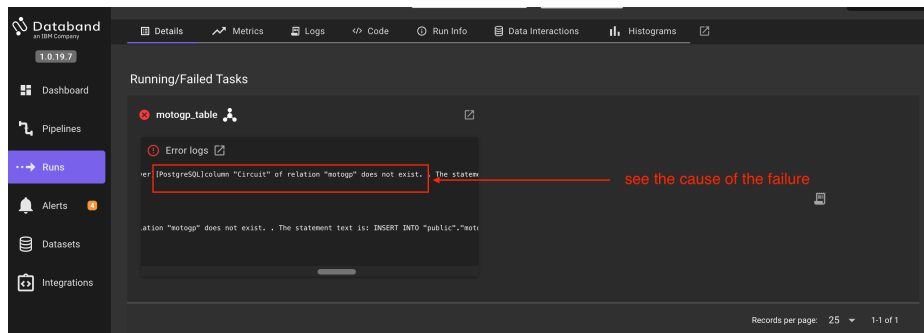 Databand
an IBM Company
1.0.19.7
Dashboard
Pipelines
Runs
Alerts 4
Datasets
Integrations
Details Metrics Logs </> Code Run Info Data Interactions Histograms
Running/Failed Tasks
motogp_table
Error logs
[PostgreSQL]column "Circuit" of relation "motogp" does not exist. . The
see the cause of the failure
"motogp" does not exist. . The statement text is: INSERT INTO "public"."
Records per page: 25 1-1 of 1